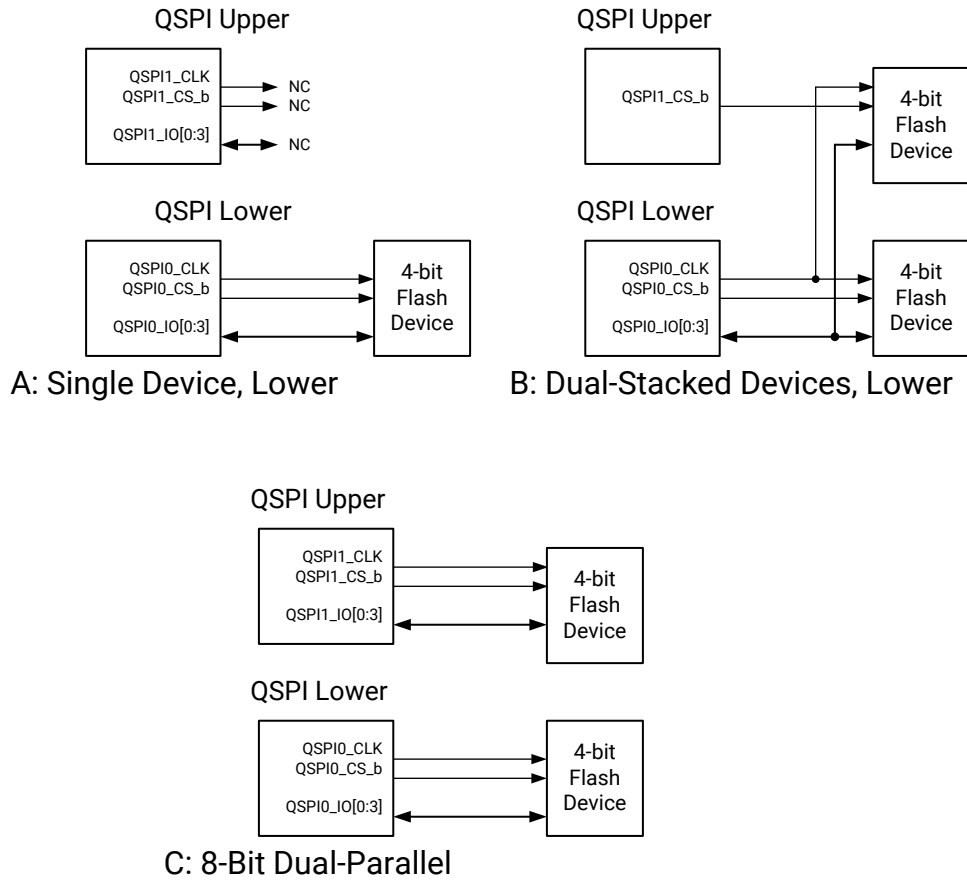 QSPI Upper
QSPI1_CLK
NC
QSPI1_CS_b
NC
QSPI1_IO[0:3]
NC
QSPI Lower
QSPI0_CLK
QSPI0_CS_b
QSPI0_IO[0:3]
4-bit
Flash
Device
A: Single Device, Lower
QSPI Upper
QSPI1_CS_b
4-bit
Flash
Device
QSPI Lower
QSPI0_CLK
QSPI0_CS_b
QSPI0_IO[0:3]
4-bit
Flash
Device
B: Dual-Stacked Devices, Lower
QSPI Upper
QSPI1_CLK
QSPI1_CS_b
QSPI1_IO[0:3]
4-bit
Flash
Device
QSPI Lower
QSPI0_CLK
QSPI0_CS_b
QSPI0_IO[0:3]
4-bit
Flash
Device
C: 8-Bit Dual-Parallel